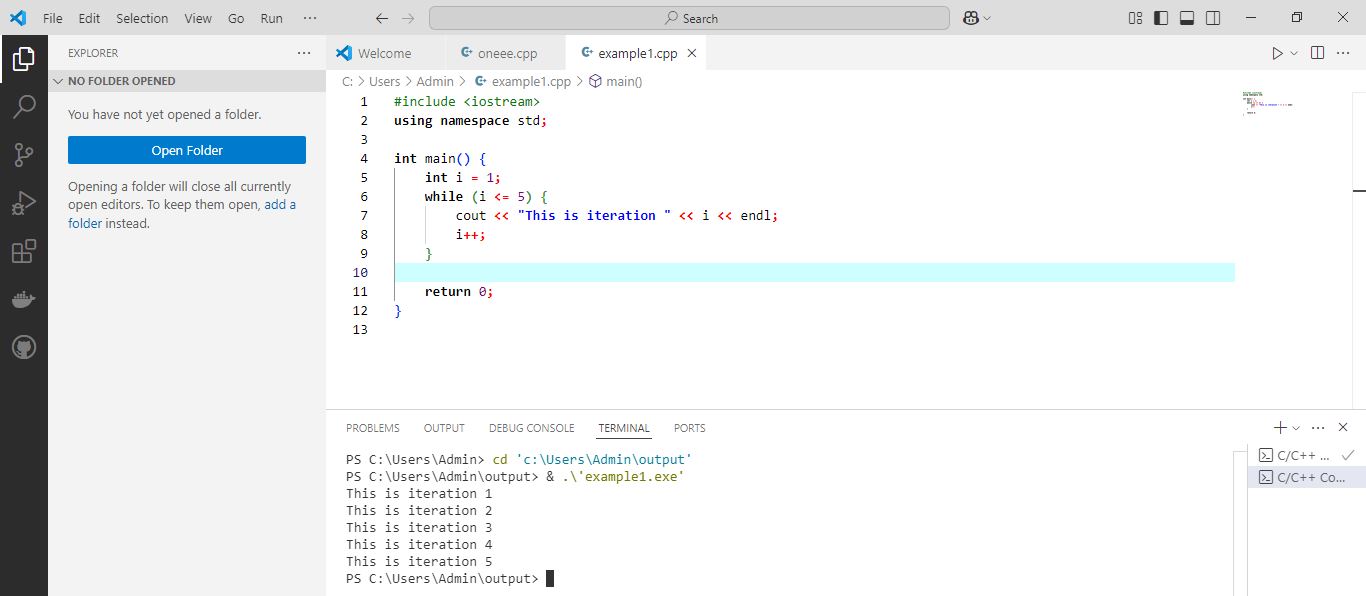 File Edit Selection View Go Run ···
Search
EXPLORER ···
NO FOLDER OPENED
You have not yet opened a folder.
Open Folder
Opening a folder will close all currently
open editors. To keep them open, add a
folder instead.
Welcome
oneee.cpp
example1.cpp
C: > Users > Admin > example1.cpp > main()
1 #include <iostream>
2 using namespace std;
3
4 int main() {
5     int i = 1;
6     while (i <= 5) {
7         cout << "This is iteration " << i << endl;
8         i++;
9     }
10
11     return 0;
12 }
13
PROBLEMS OUTPUT DEBUG CONSOLE TERMINAL PORTS
PS C:\Users\Admin> cd 'c:\Users\Admin\output'
PS C:\Users\Admin\output> & .\'example1.exe'
This is iteration 1
This is iteration 2
This is iteration 3
This is iteration 4
This is iteration 5
PS C:\Users\Admin\output>
C/C++ ...
C/C++ Co...